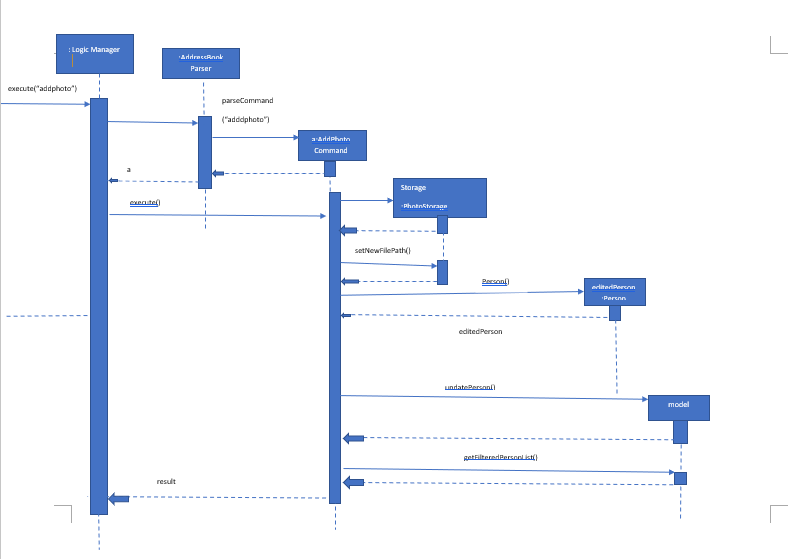 : Logic Manager
:AddressBook
Parser
execute("addphoto")
parseCommand
("adddphoto")
a:AddPhoto
Command
a
Storage
:PhotoStorage
execute()
setNewFilePath()
Person()
editedPerson
:Person
editedPerson
updatePerson()
model
getFilteredPersonList()
result